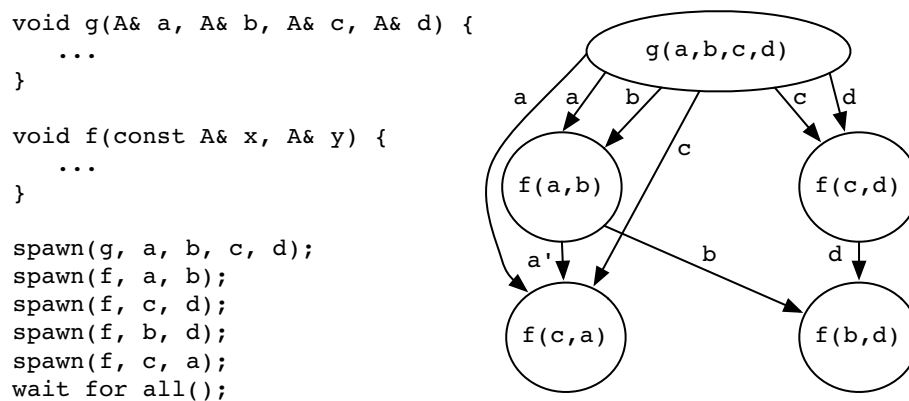 void g(A& a, A& b, A& c, A& d) {
...
}
void f(const A& x, A& y) {
...
}
spawn(g, a, b, c, d);
spawn(f, a, b);
spawn(f, c, d);
spawn(f, b, d);
spawn(f, c, a);
wait for all();
g(a,b,c,d)
a
a
b
c
d
c
f(a,b)
f(c,d)
a'
b
d
f(c,a)
f(b,d)